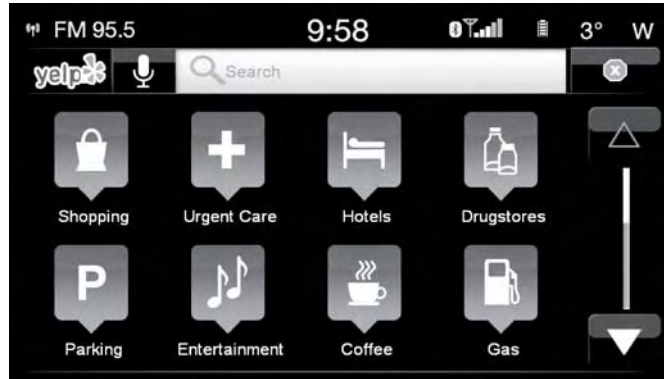 FM 95.5 9:58 3° W
yelp Search
Shopping Urgent Care Hotels Drugstores
P
Parking Entertainment Coffee Gas